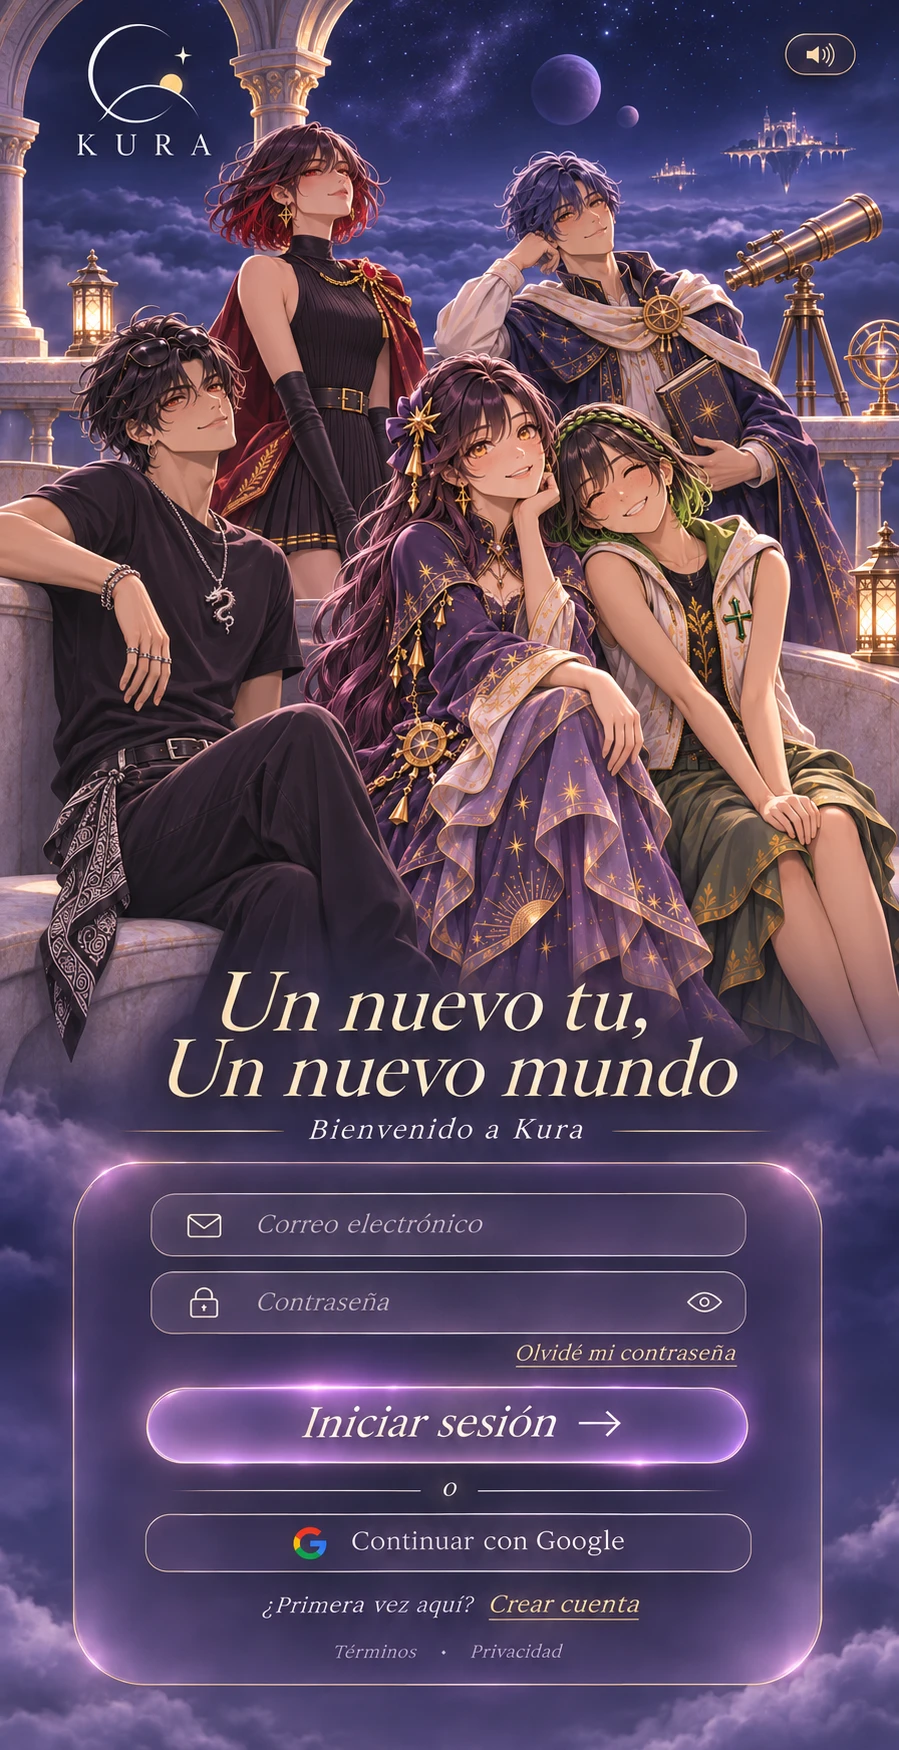 KURA
Un nuevo tu,
Un nuevo mundo
Bienvenido a Kura
Correo electrónico
Contraseña
Olvidé mi contraseña
Iniciar sesión →
o
Continuar con Google
¿Primera vez aquí? Crear cuenta
Términos • Privacidad